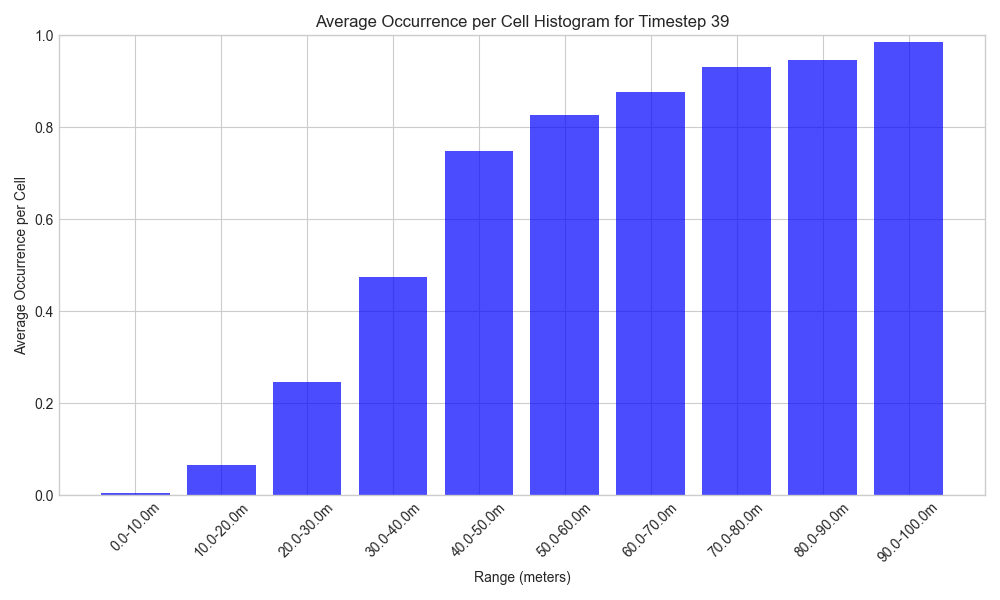 Average Occurrence per Cell Histogram for Timestep 39
Average Occurrence per Cell
1.0
0.8
0.6
0.4
0.2
0.0
0.0-10.0m
10.0-20.0m
20.0-30.0m
30.0-40.0m
40.0-50.0m
50.0-60.0m
60.0-70.0m
70.0-80.0m
80.0-90.0m
90.0-100.0m
Range (meters)